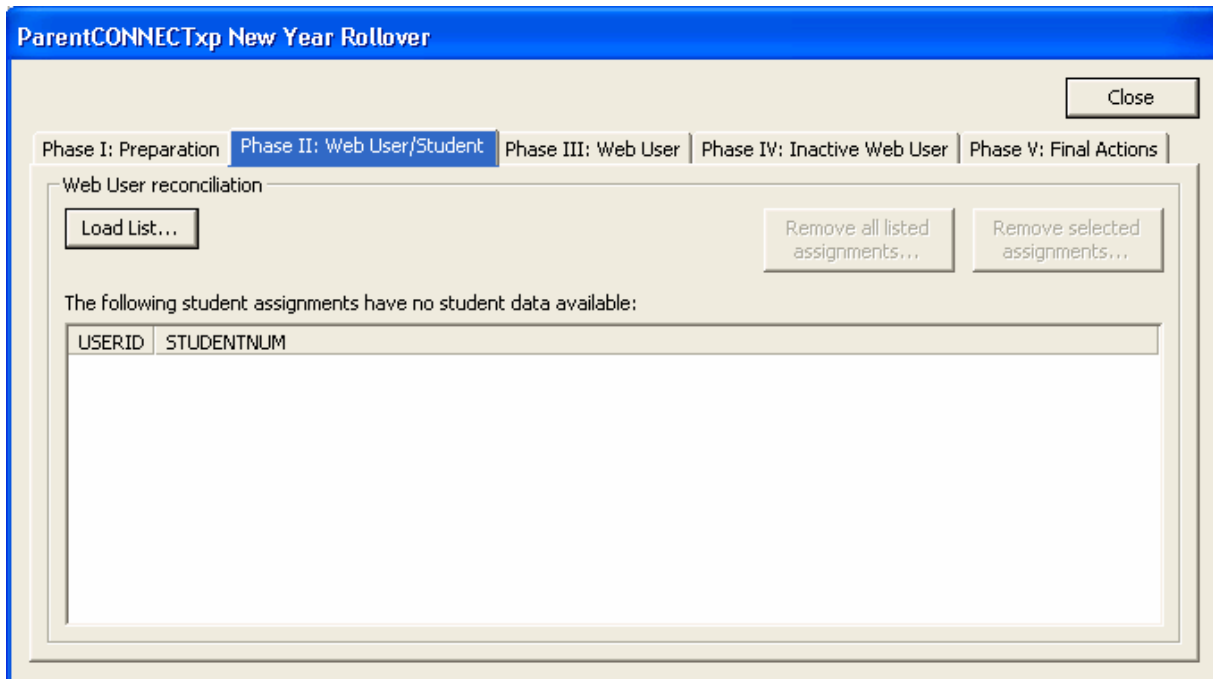 ParentCONNECTxp New Year Rollover
Close
Phase I: Preparation Phase II: Web User/Student Phase III: Web User Phase IV: Inactive Web User Phase V: Final Actions
Web User reconciliation
Load List... Remove all listed Remove selected
assignments... assignments...
The following student assignments have no student data available:
USERID STUDENTNUM